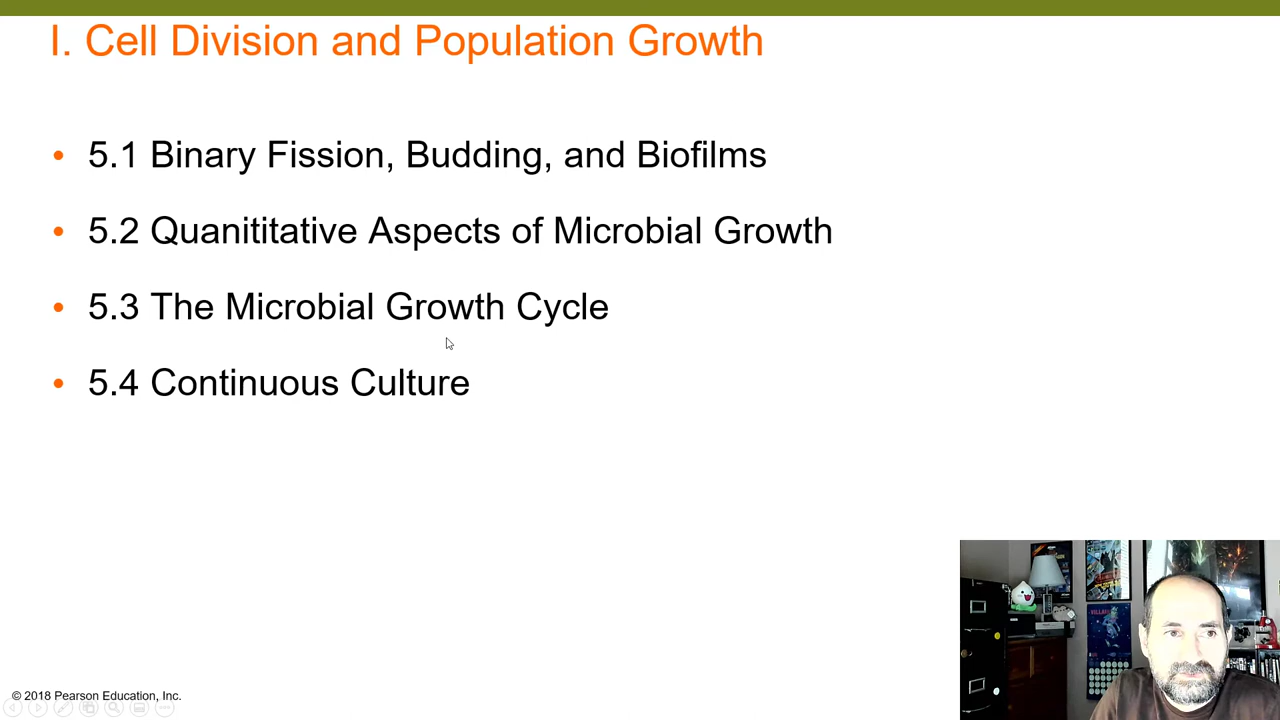 I. Cell Division and Population Growth
• 5.1 Binary Fission, Budding, and Biofilms
• 5.2 Quanititative Aspects of Microbial Growth
• 5.3 The Microbial Growth Cycle
• 5.4 Continuous Culture
© 2018 Pearson Education, Inc.